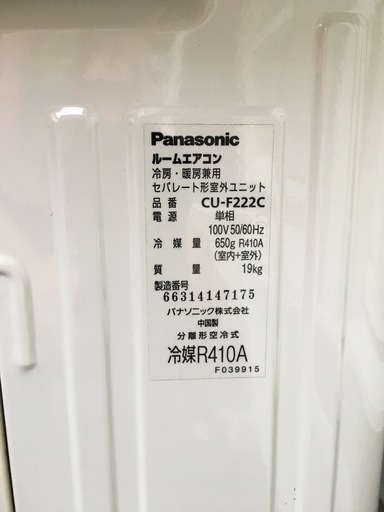 Panasonic
ルームエアコン
冷房・暖房兼用
セパレート形室外ユニット
品番 CU-F222C
電源 単相
100V 50/60Hz
冷媒量 650g R410A
(室内+室外)
質量 19kg
製造番号
66314147175
パナソニック株式会社
中国製
分離形空冷式
冷媒R410A
F039915